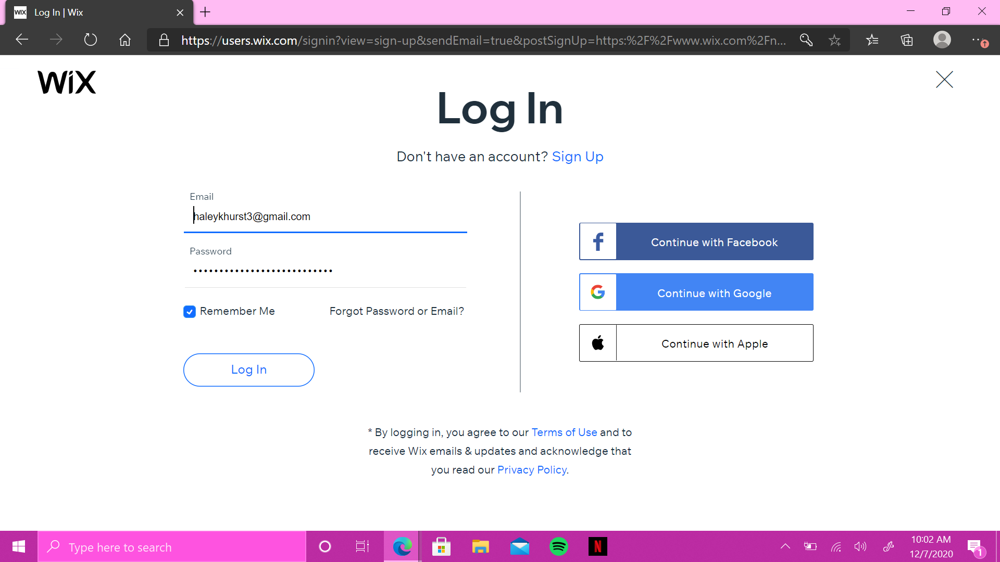 WiX
Log In | Wix
https://users.wix.com/signin?view=sign-up&sendEmail=true&postSignUp=https:%2F%2Fwww.wix.com%2Fn...
WiX
Log In
Don't have an account? Sign Up
Email
haleykhurst3@gmail.com
Password
Remember Me
Forgot Password or Email?
Log In
f
Continue with Facebook
G
Continue with Google
Continue with Apple
* By logging in, you agree to our Terms of Use and to
receive Wix emails & updates and acknowledge that
you read our Privacy Policy.
Type here to search
N
10:02 AM
12/7/2020
1